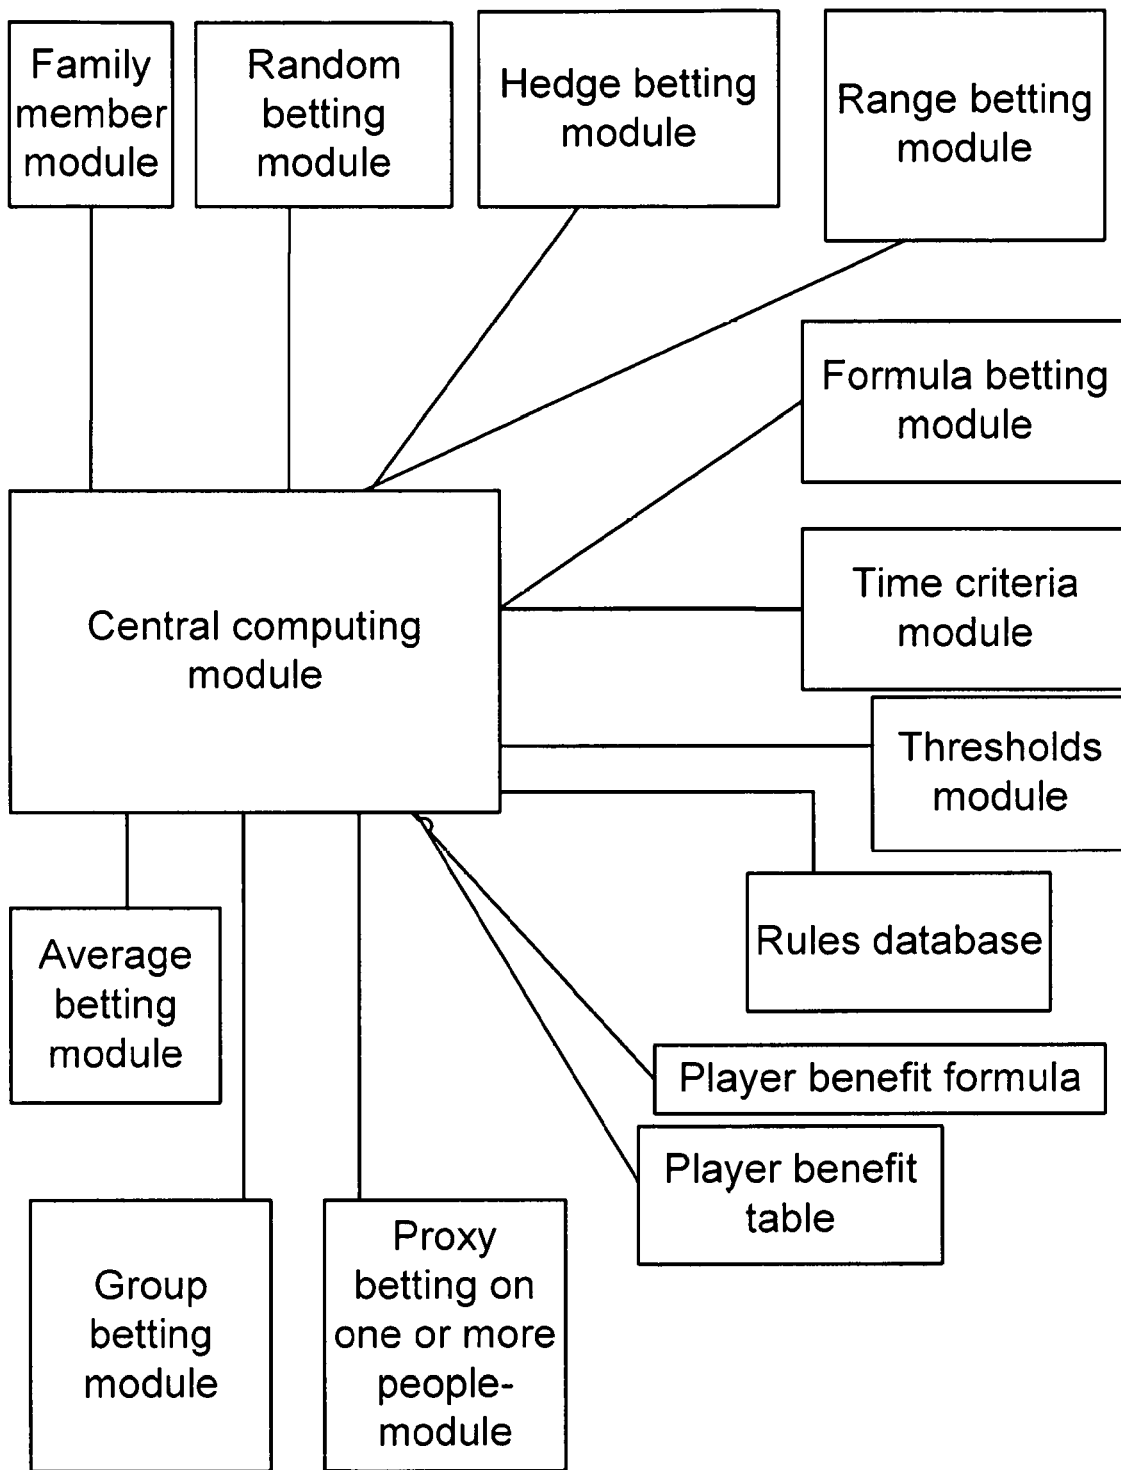 Family
member
module
Random
betting
module
Hedge betting
module
Range betting
module
Formula betting
module
Central computing
module
Time criteria
module
Thresholds
module
Rules database
Average
betting
module
Player benefit formula
Player benefit
table
Group
betting
module
Proxy
betting on
one or more
people-
module